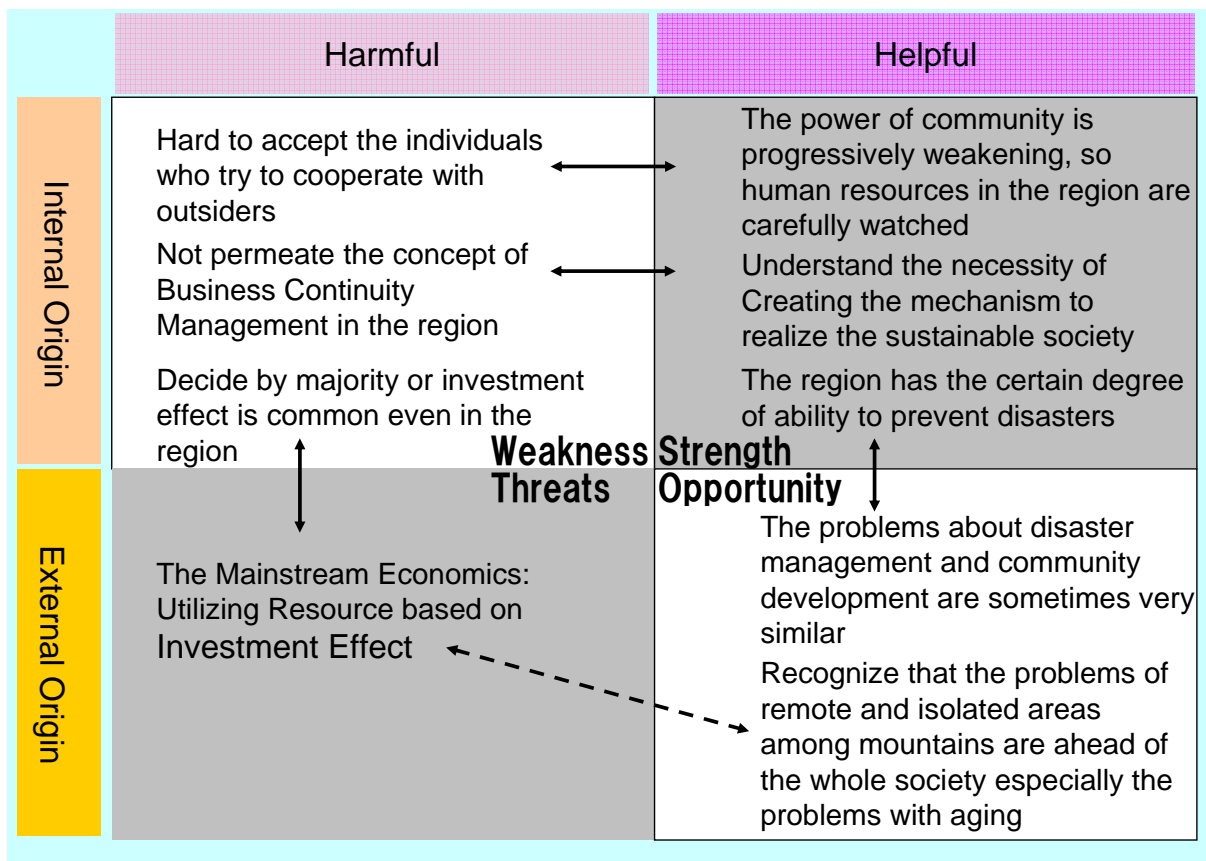 Harmful
Helpful
Internal Origin
Hard to accept the individuals
who try to cooperate with
outsiders
Not permeate the concept of
Business Continuity
Management in the region
Decide by majority or investment
effect is common even in the
region
The power of community is
progressively weakening, so
human resources in the region are
carefully watched
Understand the necessity of
Creating the mechanism to
realize the sustainable society
The region has the certain degree
of ability to prevent disasters
Weakness
Strength
Threats
Opportunity
External Origin
The Mainstream Economics:
Utilizing Resource based on
Investment Effect
The problems about disaster
management and community
development are sometimes very
similar
Recognize that the problems of
remote and isolated areas
among mountains are ahead of
the whole society especially the
problems with aging